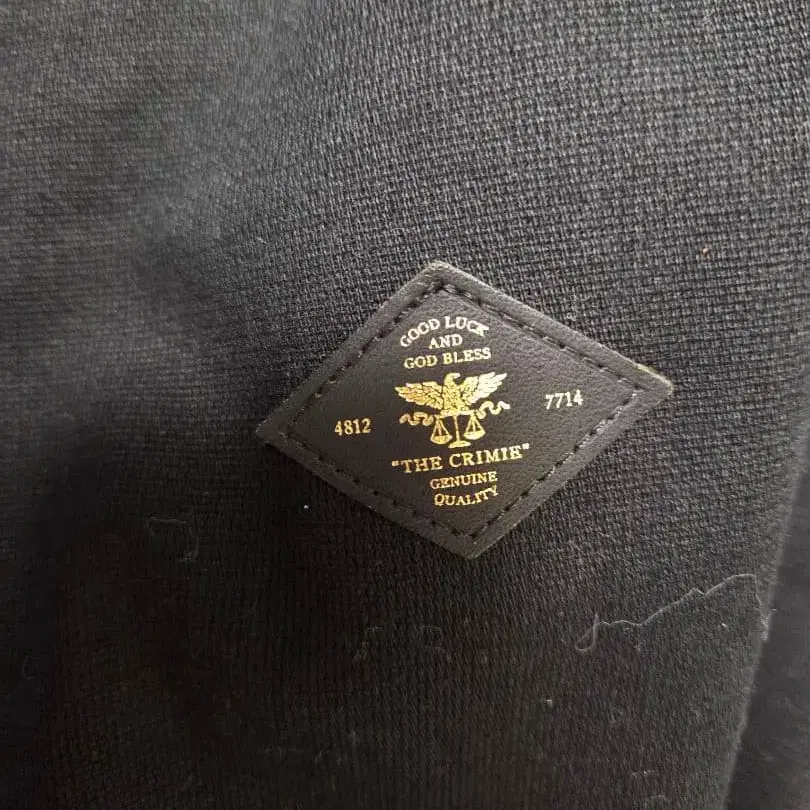 GOOD LUCK
AND
GOD BLESS
4812
7714
"THE CRIMIE"
GENUINE
QUALITY